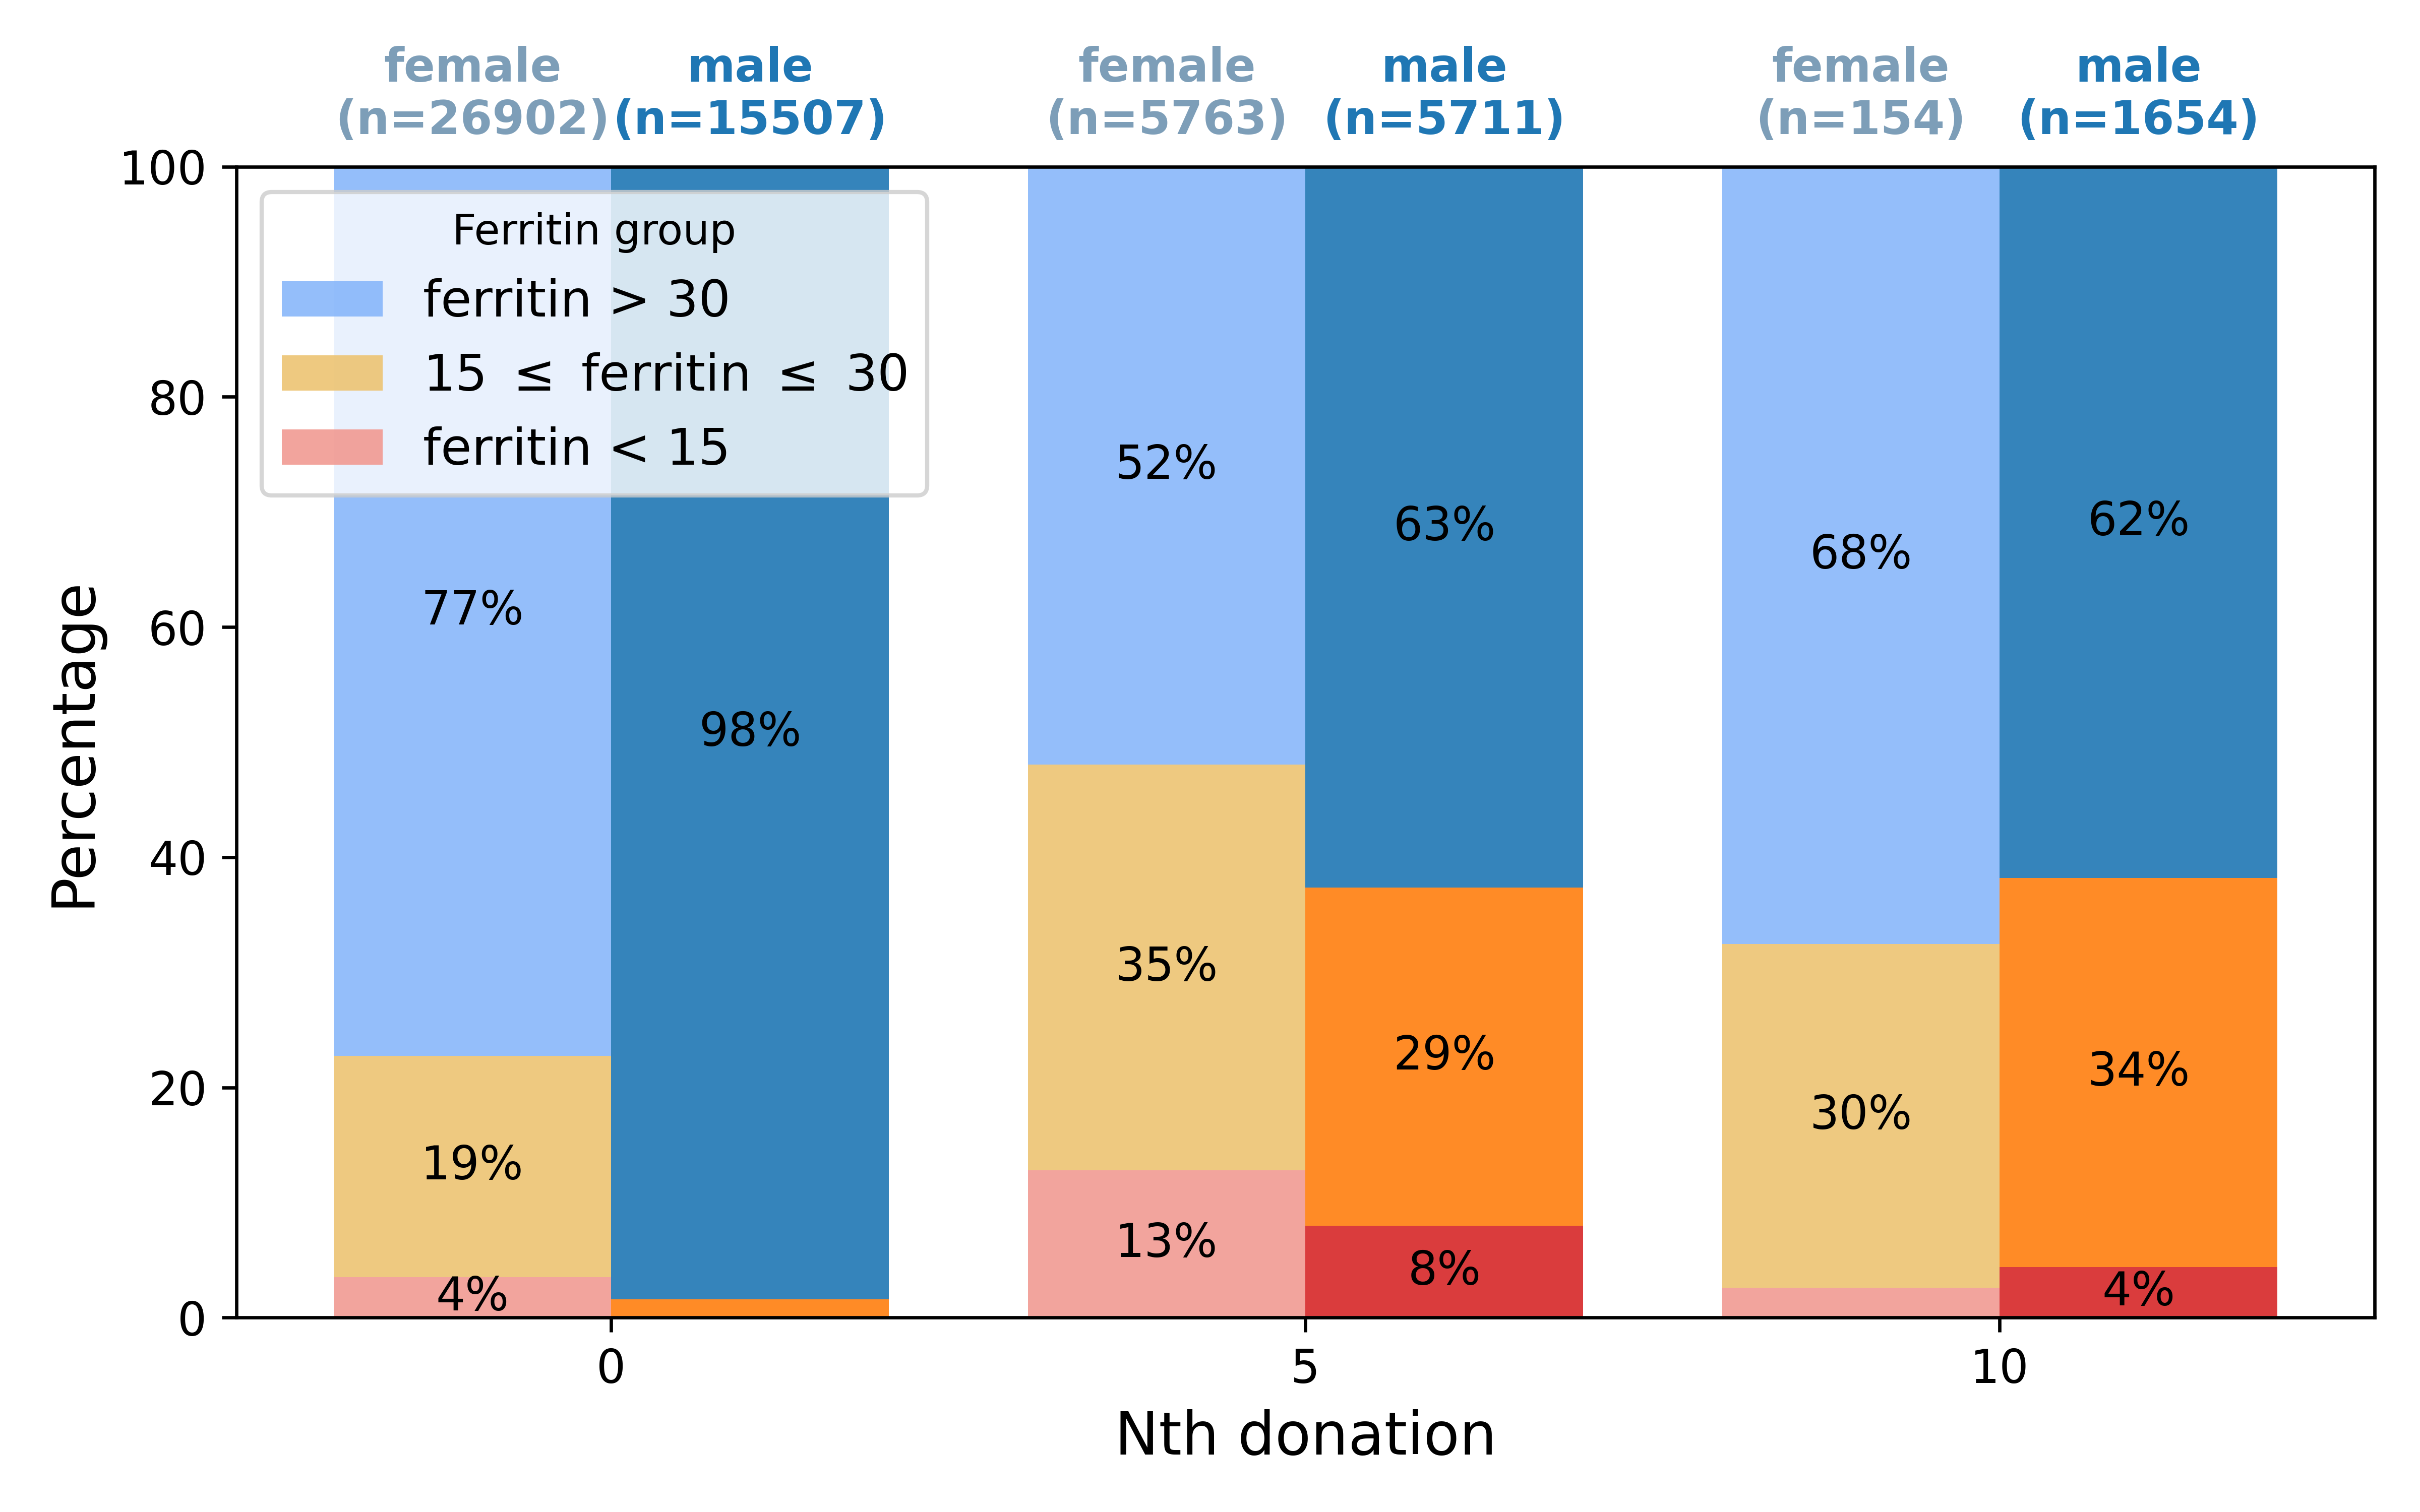 female male female male female male
(n=26902) (n=15507) (n=5763) (n=5711) (n=154) (n=1654)
100
80
60
40
20
0
Percentage
Ferritin group
ferritin > 30
15 ≤ ferritin ≤ 30
ferritin < 15
77%
19%
4%
98%
52%
35%
13%
63%
29%
8%
68%
30%
62%
34%
4%
0 5 10
Nth donation